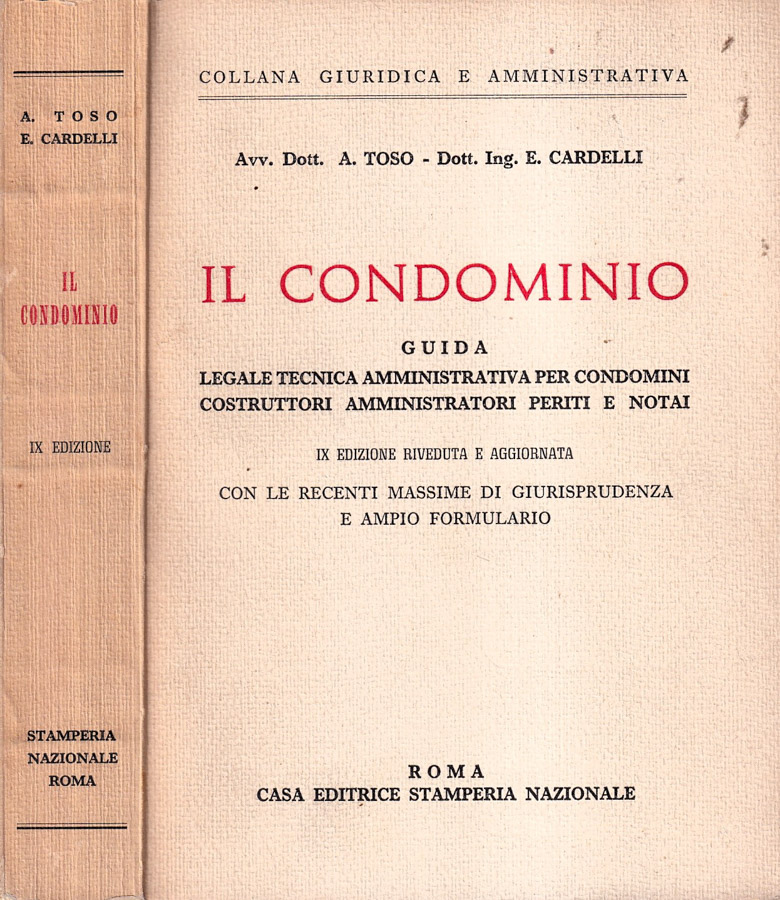 A. TOSO
E. CARDELLI
IL
CONDOMINIO
IX EDIZIONE
STAMPERIA
NAZIONALE
ROMA
COLLANA GIURIDICA E AMMINISTRATIVA
Avv. Dott. A. TOSO - Dott. Ing. E. CARDELLI
IL CONDOMINIO
GUIDA
LEGALE TECNICA AMMINISTRATIVA PER CONDOMINI
COSTRUTTORI AMMINISTRATORI PERITI E NOTAI
IX EDIZIONE RIVEDUTA E AGGIORNATA
CON LE RECENTI MASSIME DI GIURISPRUDENZA
E AMPIO FORMULARIO
ROMA
CASA EDITRICE STAMPERIA NAZIONALE